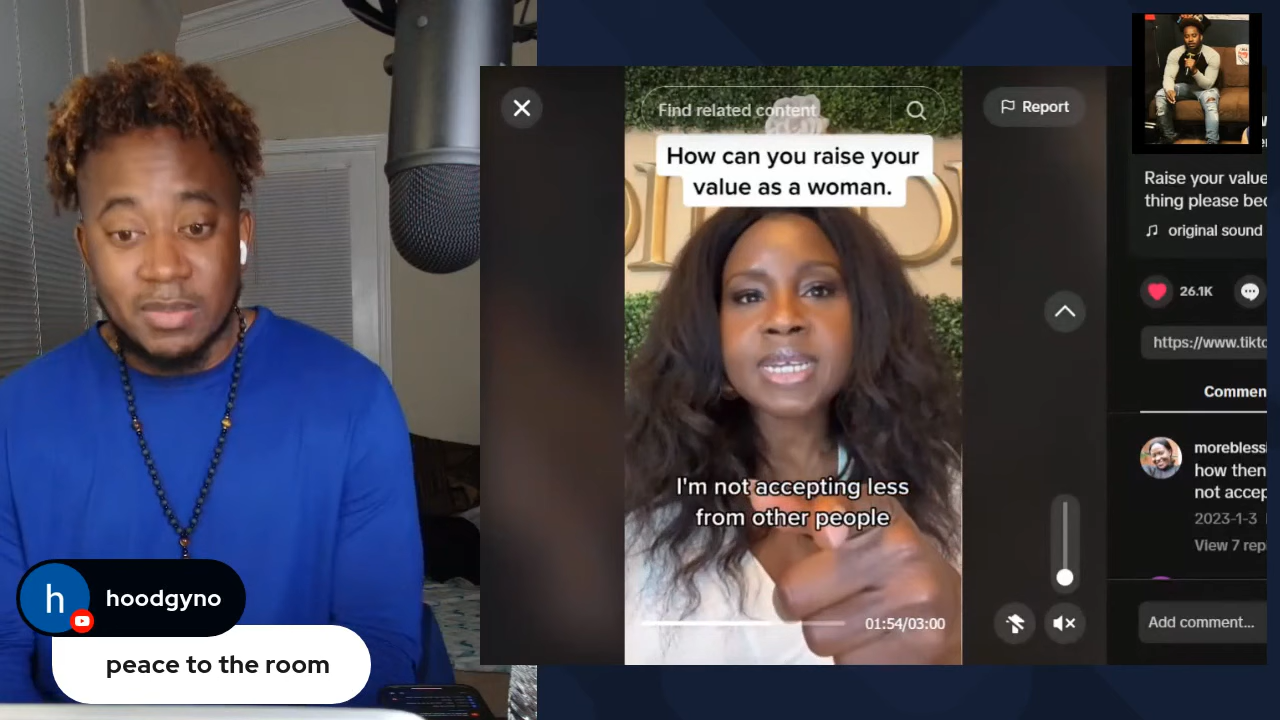 Find related content
Report
How can you raise your
value as a woman.
Raise your value
thing please bec
original sound
26.1K
https://www.tikto
Commen
moreblessi
how then
not accep
2023-1-3
View 7 rep
Add comment...
I'm not accepting less
from other people
01:54/03:00
h
hoodgyno
peace to the room